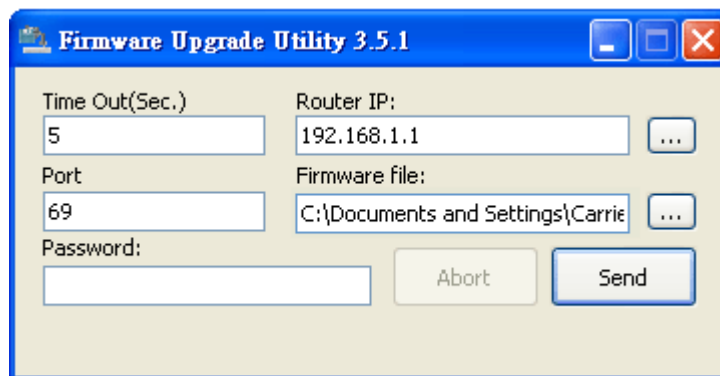 Firmware Upgrade Utility 3.5.1
Time Out(Sec.) Router IP:
5 192.168.1.1 ...
Port Firmware file:
69 C:\Documents and Settings\Carrie ...
Password:
Abort Send